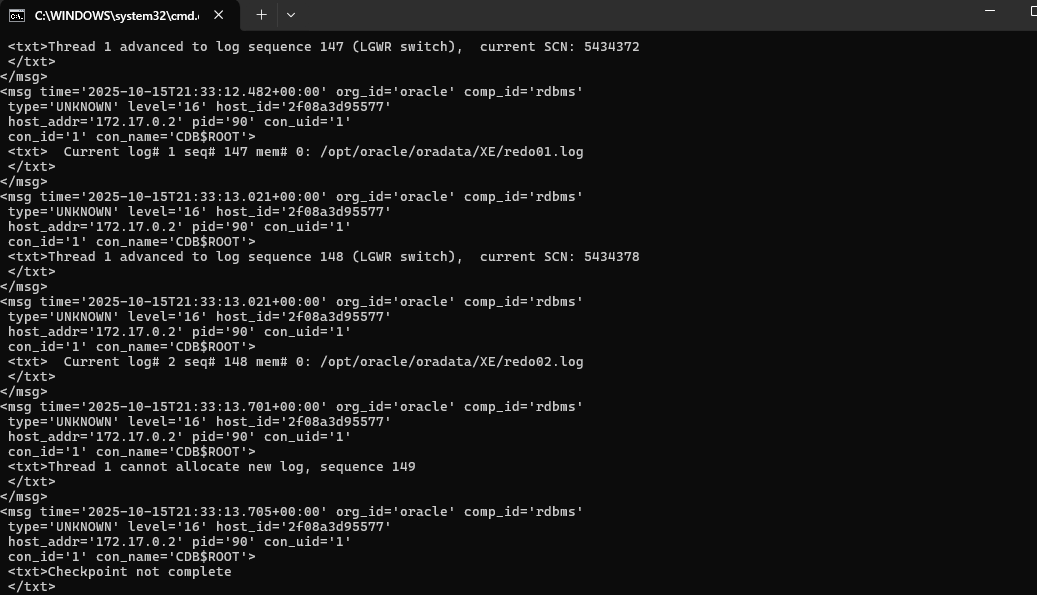 C:\WINDOWS\system32\cmd.
<txt>Thread 1 advanced to log sequence 147 (LGWR switch),  current SCN: 5434372
</txt>
</msg>
<msg time='2025-10-15T21:33:12.482+00:00' org_id='oracle' comp_id='rdbms'
type='UNKNOWN' level='16' host_id='2f08a3d95577'
host_addr='172.17.0.2' pid='90' con_uid='1'
con_id='1' con_name='CDB$ROOT'>
<txt>  Current log# 1 seq# 147 mem# 0: /opt/oracle/oradata/XE/redo01.log
</txt>
</msg>
<msg time='2025-10-15T21:33:13.021+00:00' org_id='oracle' comp_id='rdbms'
type='UNKNOWN' level='16' host_id='2f08a3d95577'
host_addr='172.17.0.2' pid='90' con_uid='1'
con_id='1' con_name='CDB$ROOT'>
<txt>Thread 1 advanced to log sequence 148 (LGWR switch),  current SCN: 5434378
</txt>
</msg>
<msg time='2025-10-15T21:33:13.021+00:00' org_id='oracle' comp_id='rdbms'
type='UNKNOWN' level='16' host_id='2f08a3d95577'
host_addr='172.17.0.2' pid='90' con_uid='1'
con_id='1' con_name='CDB$ROOT'>
<txt>  Current log# 2 seq# 148 mem# 0: /opt/oracle/oradata/XE/redo02.log
</txt>
</msg>
<msg time='2025-10-15T21:33:13.701+00:00' org_id='oracle' comp_id='rdbms'
type='UNKNOWN' level='16' host_id='2f08a3d95577'
host_addr='172.17.0.2' pid='90' con_uid='1'
con_id='1' con_name='CDB$ROOT'>
<txt>Thread 1 cannot allocate new log, sequence 149
</txt>
</msg>
<msg time='2025-10-15T21:33:13.705+00:00' org_id='oracle' comp_id='rdbms'
type='UNKNOWN' level='16' host_id='2f08a3d95577'
host_addr='172.17.0.2' pid='90' con_uid='1'
con_id='1' con_name='CDB$ROOT'>
<txt>Checkpoint not complete
</txt>